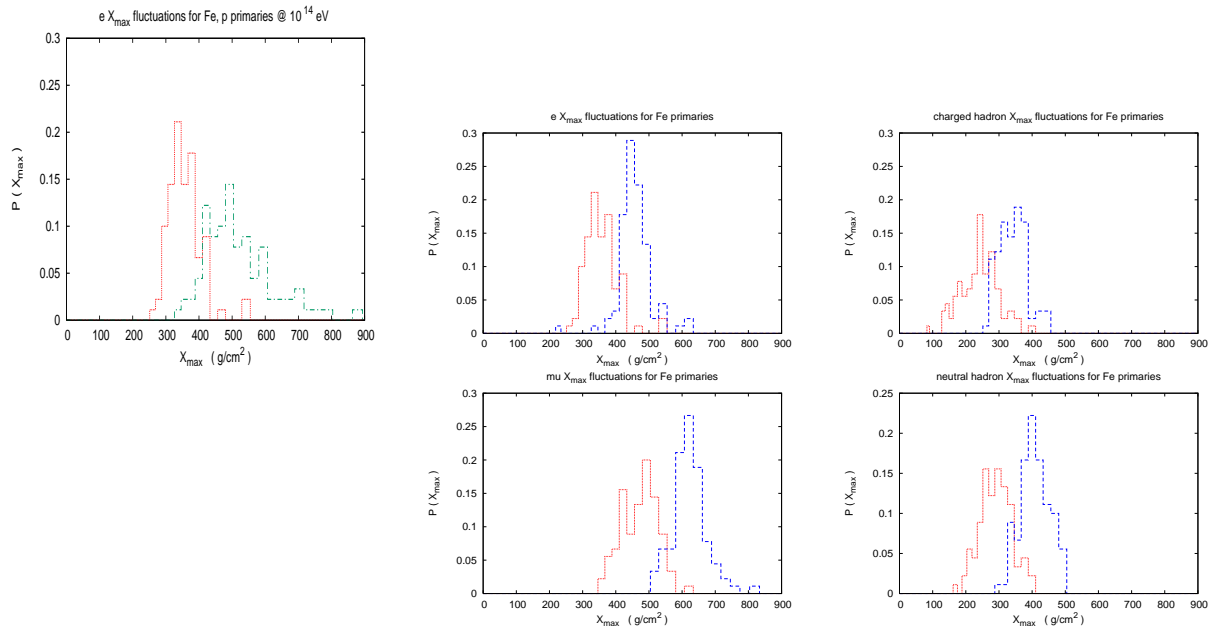 e X_max fluctuations for Fe, p primaries @ 10^14 eV
0.3
0.25
0.2
0.15
0.1
0.05
0
P ( X_max )
0 100 200 300 400 500 600 700 800 900
X_max ( g/cm^2 )
e X_max fluctuations for Fe primaries
0.3
0.25
0.2
0.15
0.1
0.05
0
P ( X_max )
0 100 200 300 400 500 600 700 800 900
X_max ( g/cm^2 )
charged hadron X_max fluctuations for Fe primaries
0.3
0.25
0.2
0.15
0.1
0.05
0
P ( X_max )
0 100 200 300 400 500 600 700 800 900
X_max ( g/cm^2 )
mu X_max fluctuations for Fe primaries
0.3
0.25
0.2
0.15
0.1
0.05
0
P ( X_max )
0 100 200 300 400 500 600 700 800 900
X_max ( g/cm^2 )
neutral hadron X_max fluctuations for Fe primaries
0.25
0.2
0.15
0.1
0.05
0
P ( X_max )
0 100 200 300 400 500 600 700 800 900
X_max ( g/cm^2 )